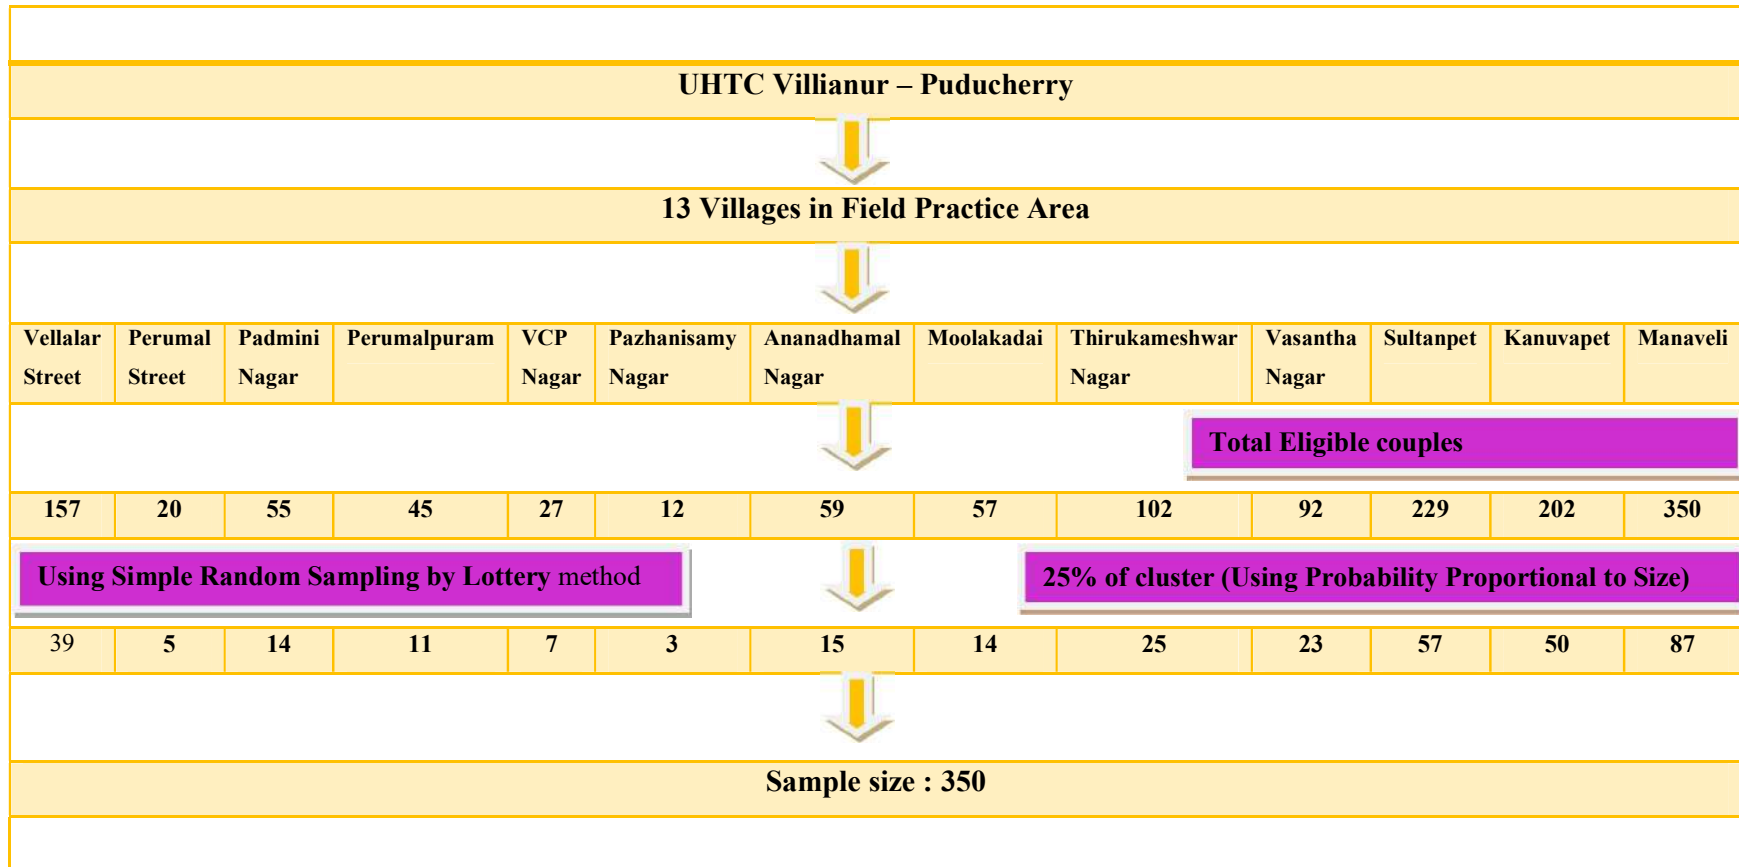 UHTC Villianur – Puducherry
13 Villages in Field Practice Area
Vellalar Street Perumal Street Padmini Nagar Perumalpuram VCP Nagar Pazhanisamy Nagar Ananadhamal Nagar Moolakadai Thirukameshwar Nagar Vasantha Nagar Sultanpet Kanuvapet Manaveli
Total Eligible couples
157 20 55 45 27 12 59 57 102 92 229 202 350
Using Simple Random Sampling by Lottery method
25% of cluster (Using Probability Proportional to Size)
39 5 14 11 7 3 15 14 25 23 57 50 87
Sample size : 350